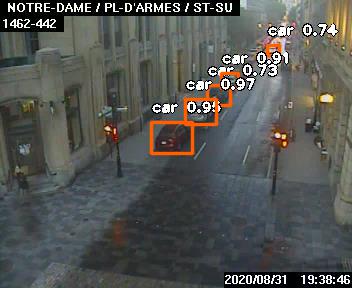 NOTRE-DAME / PL-D'ARMES / ST-SU
1462-442
car 0.74
car 0.91
car 0.73
car 0.97
car 0.95
2020/08/31 19:38:46